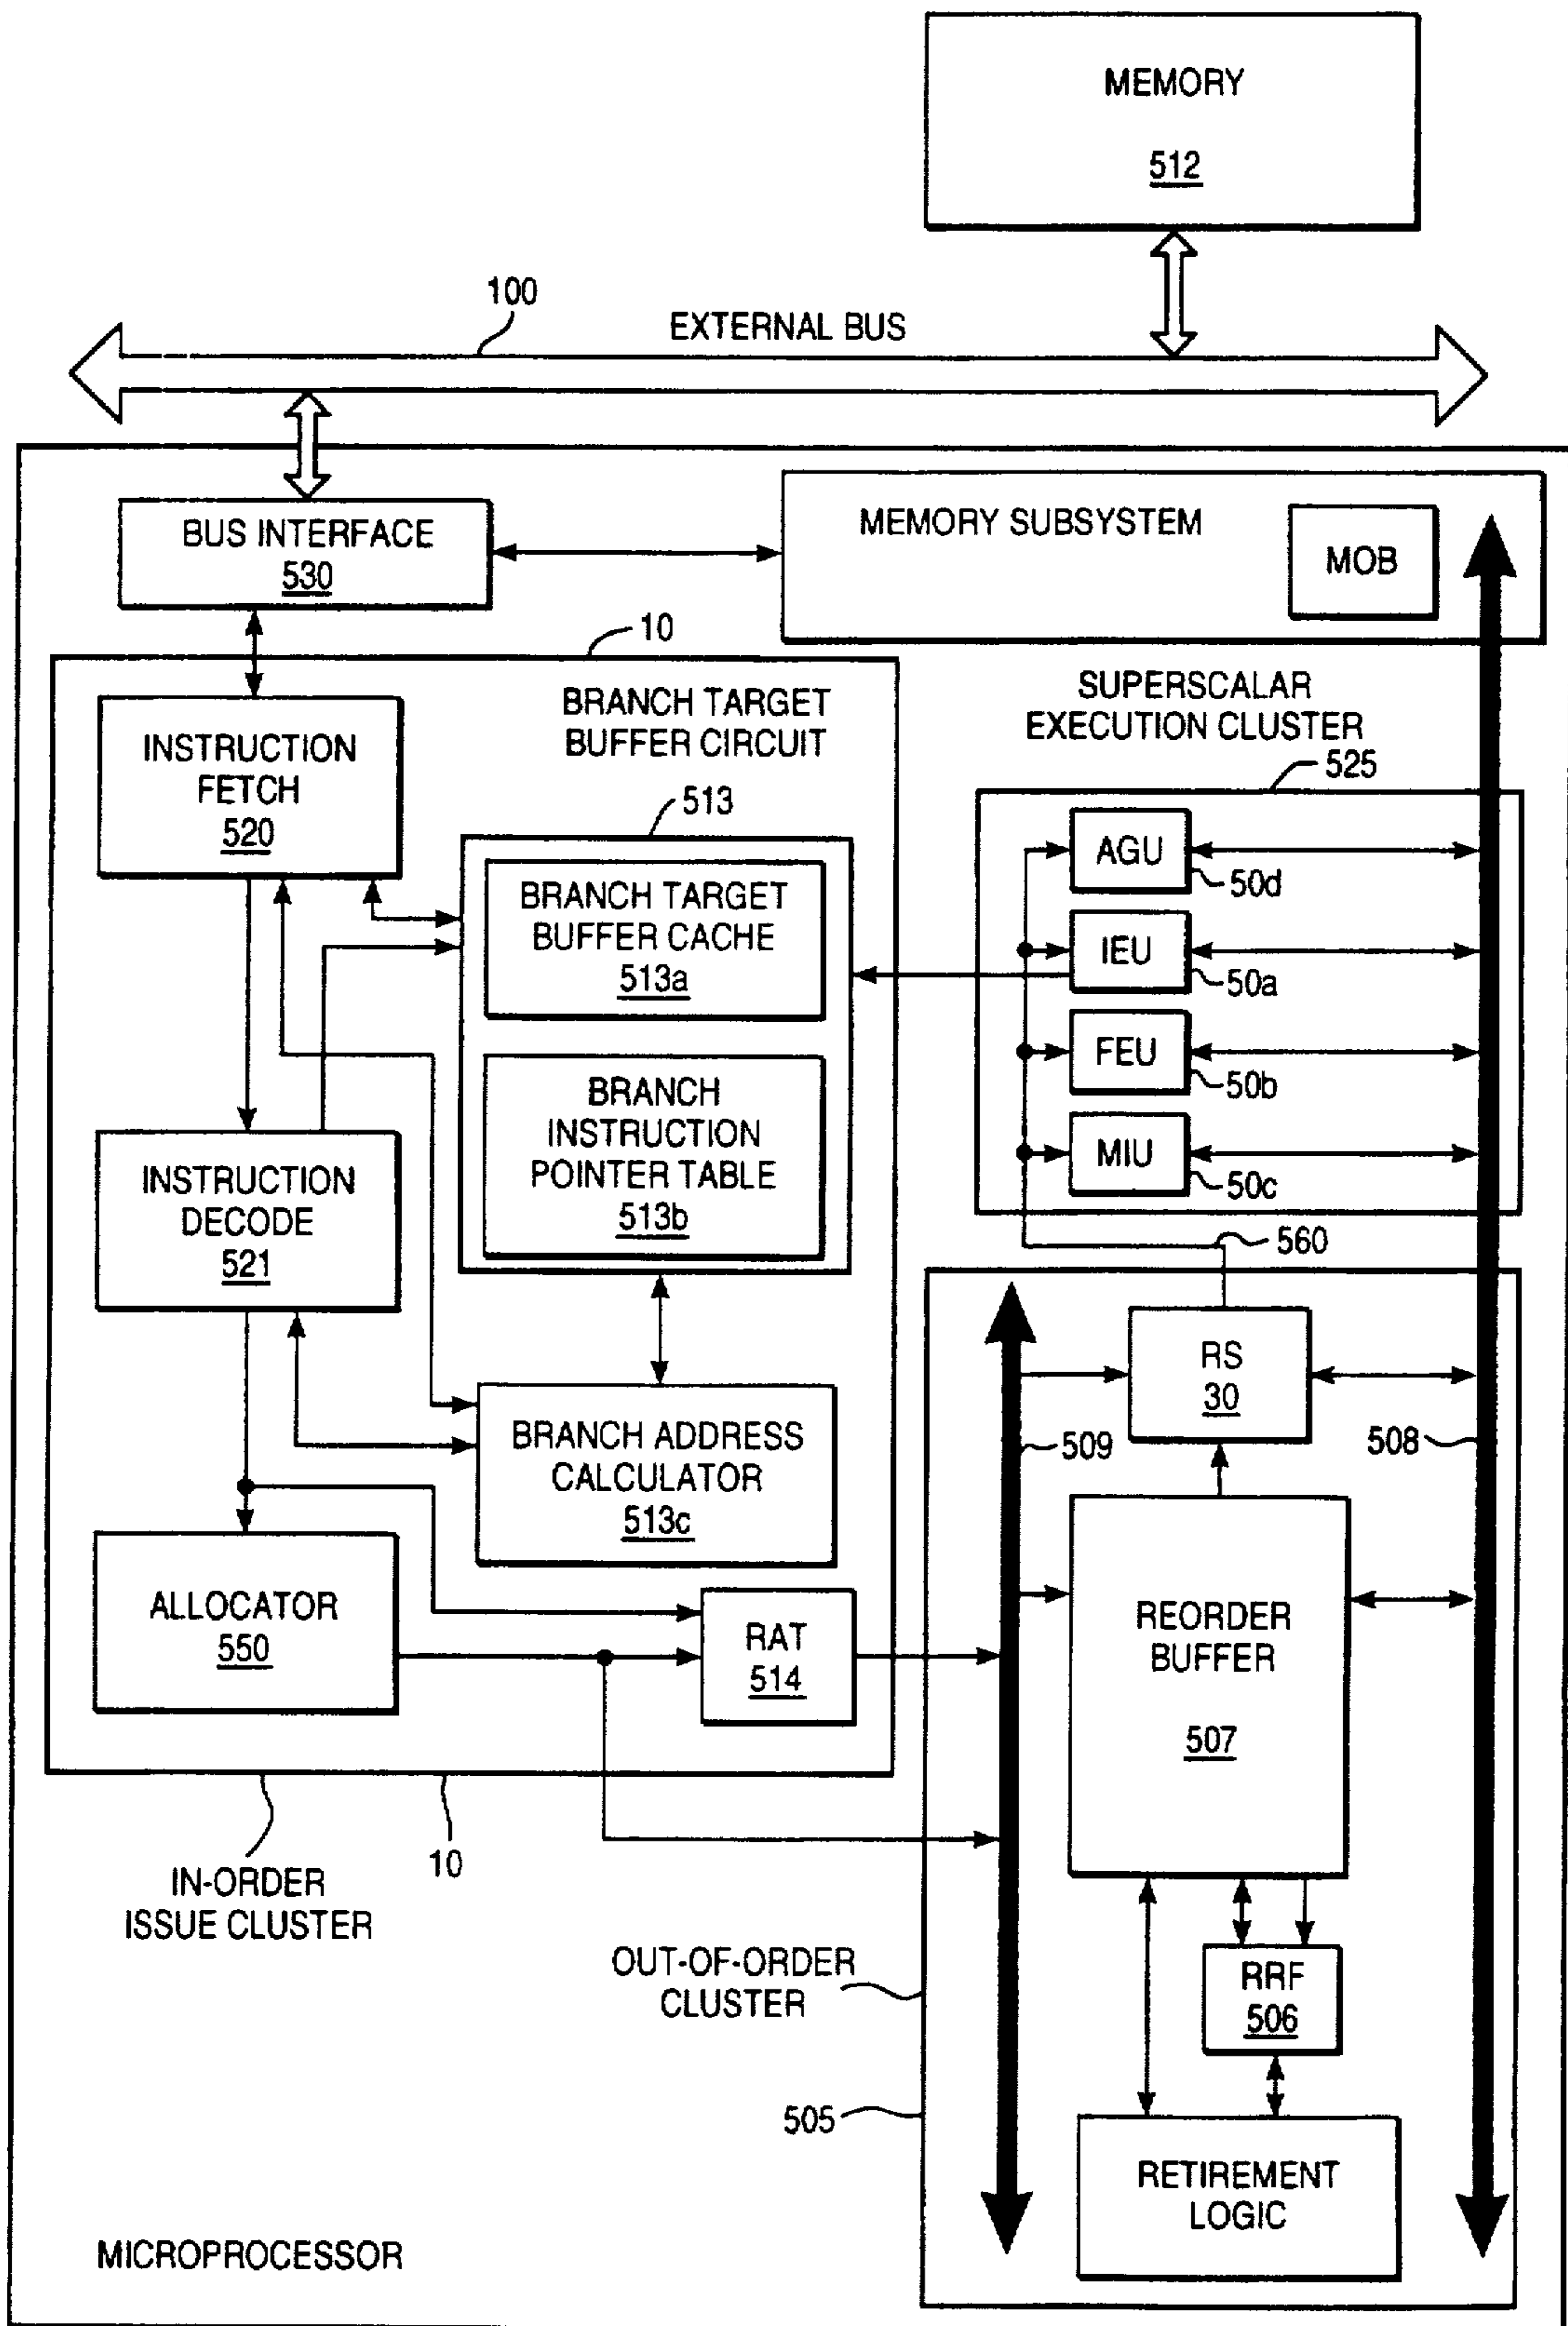 MEMORY
512
100
EXTERNAL BUS
BUS INTERFACE
530
MEMORY SUBSYSTEM
MOB
10
BRANCH TARGET
BUFFER CIRCUIT
SUPERSCALAR
EXECUTION CLUSTER
525
INSTRUCTION
FETCH
520
513
BRANCH TARGET
BUFFER CACHE
513a
AGU
50d
IEU
50a
FEU
50b
MIU
50c
BRANCH
INSTRUCTION
POINTER TABLE
513b
INSTRUCTION
DECODE
521
560
RS
30
509
508
BRANCH ADDRESS
CALCULATOR
513c
ALLOCATOR
550
RAT
514
REORDER
BUFFER
507
IN-ORDER
ISSUE CLUSTER
10
OUT-OF-ORDER
CLUSTER
RRF
506
505
RETIREMENT
LOGIC
MICROPROCESSOR